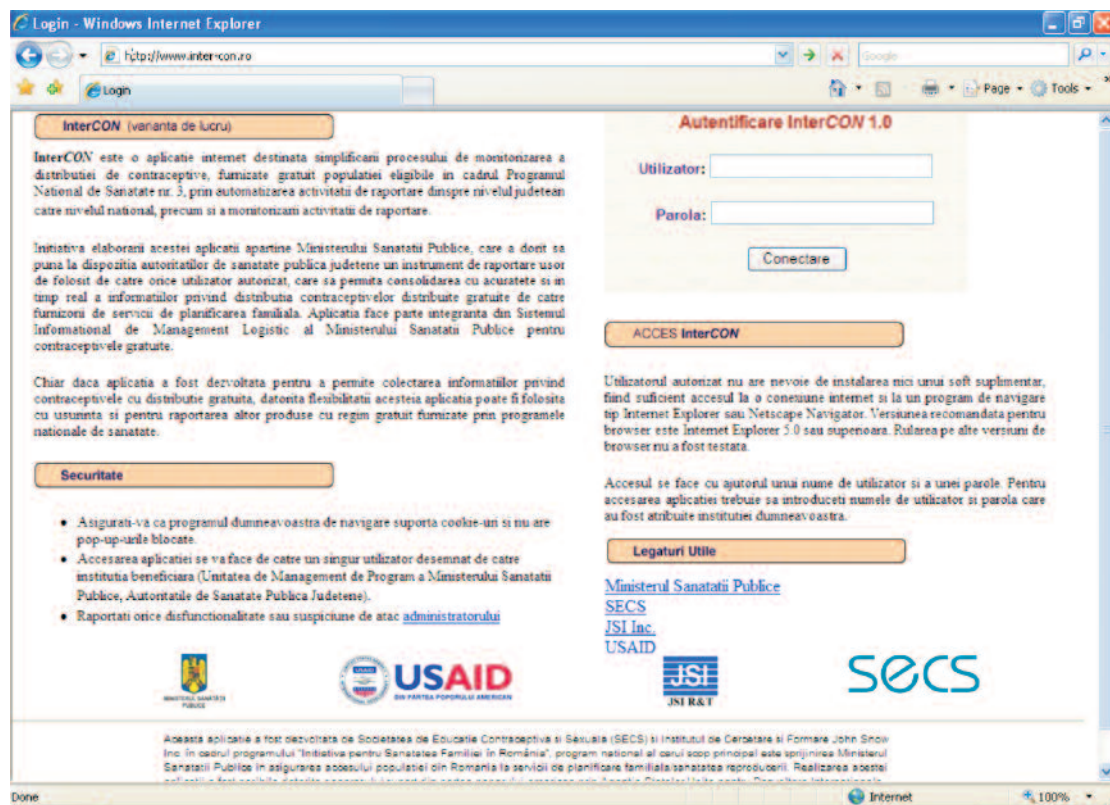 Login - Windows Internet Explorer
http://www.inter-con.ro
Google
Login
Page
Tools
InterCON (varianta de lucru)
InterCON este o aplicatie internet destinata simplificarii procesului de monitorizarea a
distributiei de contraceptive, furnizate gratuit populatiei eligibile in cadrul Programul
National de Sanatate nr. 3, prin automatizarea activitatii de raportare dinspre nivelul judetean
catre nivelul national, precum si a monitorizarii activitatii de raportare.
Initiativa elaborarii acestei aplicatii apartine Ministerului Sanatatii Publice, care a dorit sa
puna la dispozitia autoritatilor de sanatate publica judetene un instrument de raportare usor
de folosit de catre orice utilizator autorizat, care sa permita consolidarea cu acuratete si in
timp real a informatiilor privind distributia contraceptivelor distribuite gratuite de catre
furnizorii de servicii de planificarea familiala. Aplicatia face parte integranta din Sistemul
Informational de Management Logistic al Ministerului Sanatatii Publice pentru
contraceptivele gratuite.
Chiar daca aplicatia a fost dezvoltata pentru a permite colectarea informatiilor privind
contraceptivele cu distributie gratuita, datorita flexibilitatii acesteia aplicatia poate fi folosita
cu usurinta si pentru raportarea altor produse cu regim gratuit furnizate prin programele
nationale de sanatate.
Securitate
• Asigurati-va ca programul dumneavoastra de navigare suporta cookie-uri si nu are
pop-up-urile blocate.
• Accesarea aplicatiei se va face de catre un singur utilizator desemnat de catre
institutia beneficiara (Unitatea de Management de Program a Ministerului Sanatatii
Publice, Autoritatile de Sanatate Publica Judetene).
• Raportati orice disfunctionalitate sau suspiciune de atac administratorului
Autentificare InterCON 1.0
Utilizator:
Parola:
Conectare
ACCES InterCON
Utilizatorul autorizat nu are nevoie de instalarea nici unui soft suplimentar,
fiind suficient accesul la o conexiune internet si la un program de navigare
tip Internet Explorer sau Netscape Navigator. Versiunea recomandata pentru
browser este Internet Explorer 5.0 sau superioara. Rularea pe alte versiuni de
browser nu a fost testata.
Accesul se face cu ajutorul unui nume de utilizator si a unei parole. Pentru
accesarea aplicatiei trebuie sa introduceti numele de utilizator si parola care
au fost atribuite institutiei dumneavoastra.
Legaturi Utile
Ministerul Sanatatii Publice
SECS
JSI Inc.
USAID
MINISTERUL SANATATII
PUBLICE
USAID
DIN PARTEA POPORULUI AMERICAN
JSI
JSI R&T
secs
Aceasta aplicatie a fost dezvoltata de Societatea de Educatie Contraceptiva si Sexuala (SECS) si Institutul de Cercetare si Formare John Snow
Inc. in cadrul programului "Initiativa pentru Sanatatea Familiei in România", program national al carui scop principal este sprijinirea Ministerul
Sanatatii Publice in asigurarea accesului populatiei din Romania la servicii de planificare familiala/sanatatea reproducerii. Realizarea acestei
Done
Internet
100%